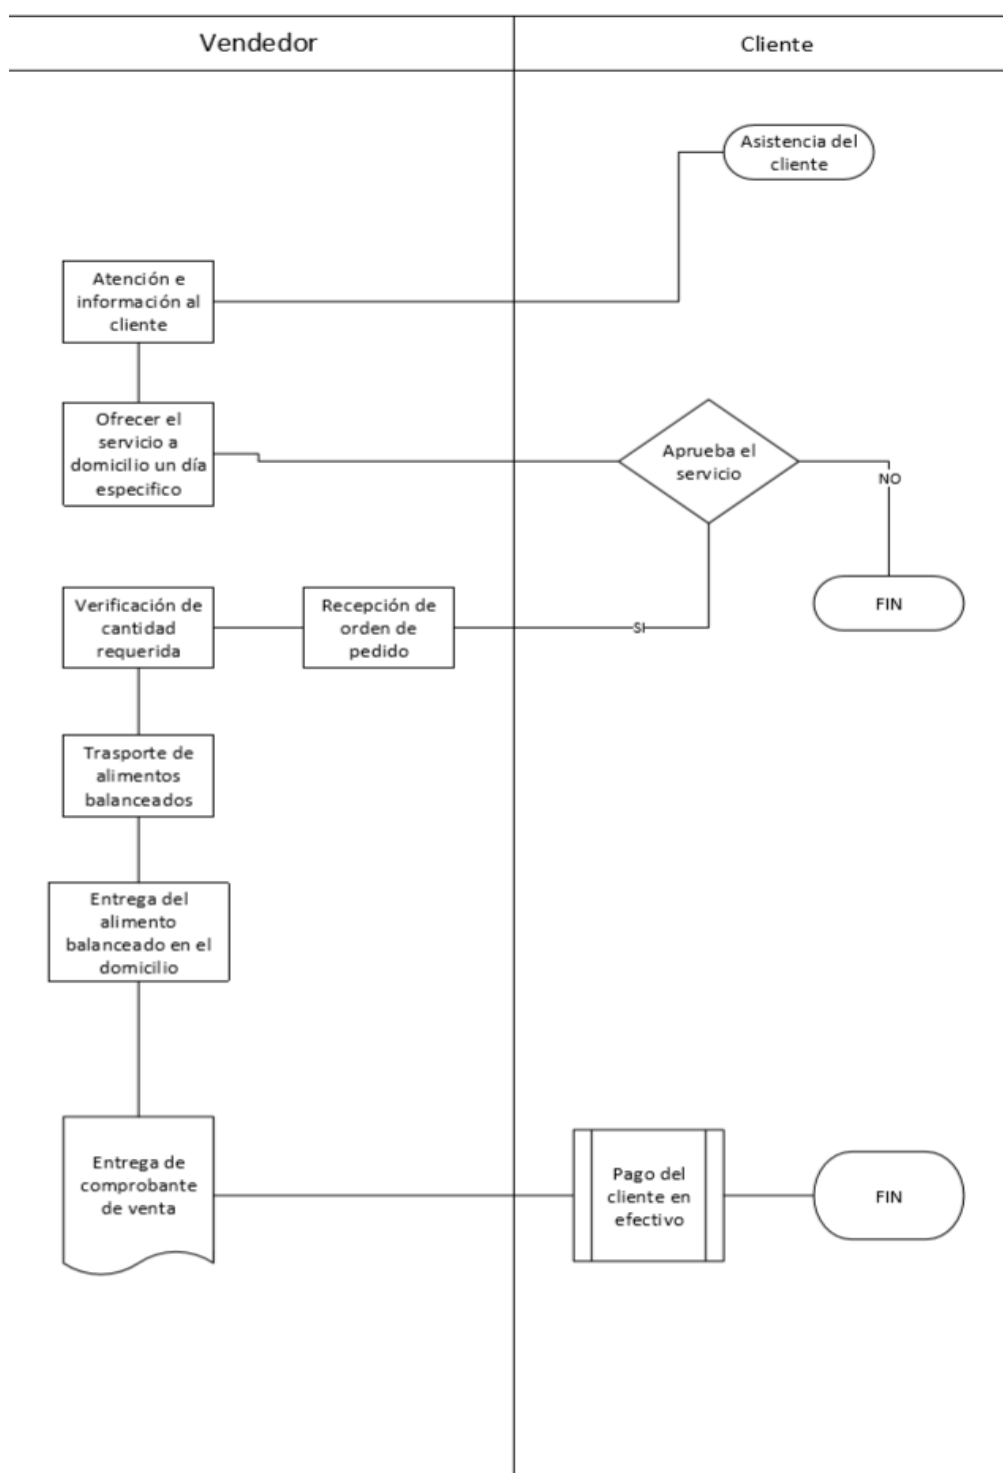 Vendedor
Cliente
Asistencia del
cliente
Atención e
información al
cliente
Ofrecer el
servicio a
domicilio un día
especifico
Aprueba el
servicio
NO
FIN
Verificación de
cantidad
requerida
Recepción de
orden de
pedido
SI
Trasporte de
alimentos
balanceados
Entrega del
alimento
balanceado en el
domicilio
Entrega de
comprobante
de venta
Pago del
cliente en
efectivo
FIN